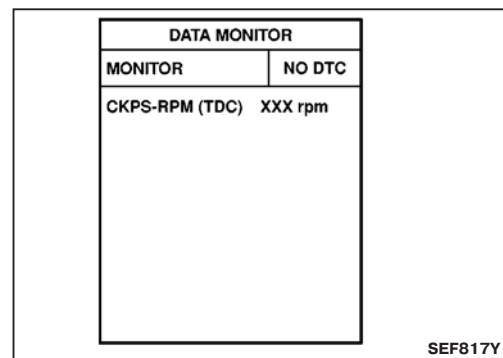 DATA MONITOR
MONITOR NO DTC
CKPS-RPM (TDC) XXX rpm
SEF817Y